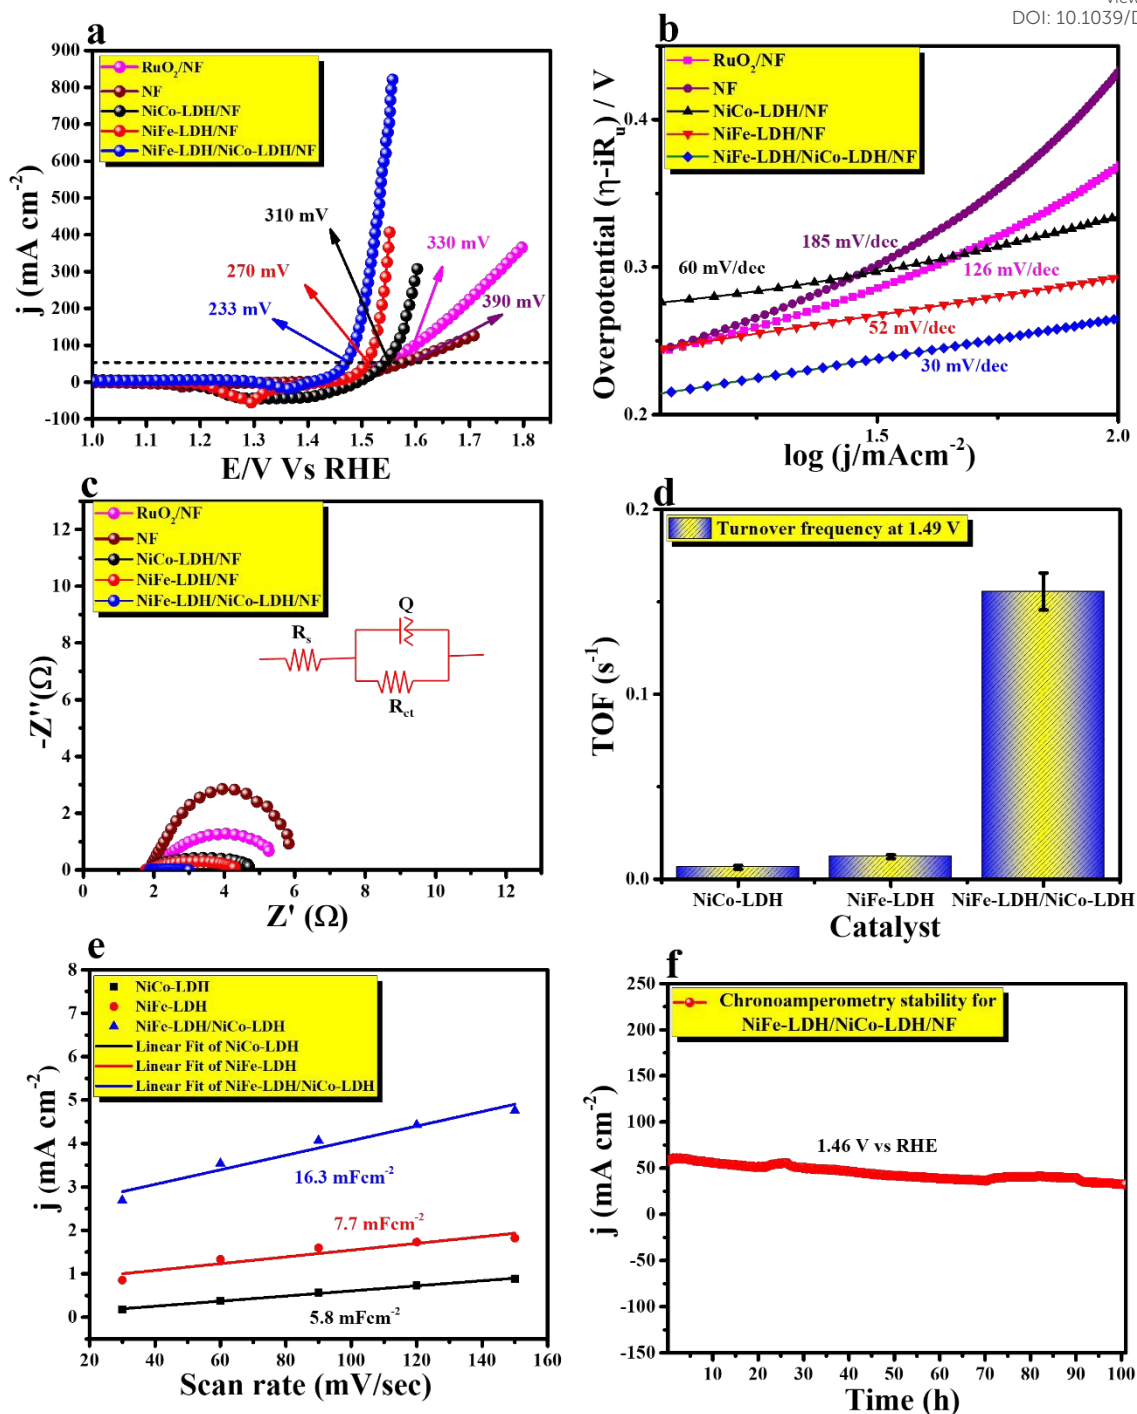 View
DOI: 10.1039/D
a
j (mA cm-2)
900
800
700
600
500
400
300
200
100
0
-100
RuO2/NF
NF
NiCo-LDH/NF
NiFe-LDH/NF
NiFe-LDH/NiCo-LDH/NF
310 mV
330 mV
270 mV
390 mV
233 mV
1.0 1.1 1.2 1.3 1.4 1.5 1.6 1.7 1.8
E/V Vs RHE
b
Overpotential (η-iRu) / V
0.4
0.3
0.2
RuO2/NF
NF
NiCo-LDH/NF
NiFe-LDH/NF
NiFe-LDH/NiCo-LDH/NF
185 mV/dec
60 mV/dec
126 mV/dec
52 mV/dec
30 mV/dec
1.5 2.0
log (j/mAcm-2)
c
-Z''(Ω)
12
10
8
6
4
2
0
RuO2/NF
NF
NiCo-LDH/NF
NiFe-LDH/NF
NiFe-LDH/NiCo-LDH/NF
Rs
Q
Rct
0 2 4 6 8 10 12
Z' (Ω)
d
TOF (s-1)
0.2
0.1
0.0
Turnover frequency at 1.49 V
NiCo-LDH NiFe-LDH NiFe-LDH/NiCo-LDH
Catalyst
e
j (mA cm-2)
8
7
6
5
4
3
2
1
0
NiCo-LDH
NiFe-LDH
NiFe-LDH/NiCo-LDH
Linear Fit of NiCo-LDH
Linear Fit of NiFe-LDH
Linear Fit of NiFe-LDH/NiCo-LDH
16.3 mFcm-2
7.7 mFcm-2
5.8 mFcm-2
20 40 60 80 100 120 140 160
Scan rate (mV/sec)
f
j (mA cm-2)
250
200
150
100
50
0
-50
-100
-150
Chronoamperometry stability for
NiFe-LDH/NiCo-LDH/NF
1.46 V vs RHE
10 20 30 40 50 60 70 80 90 100
Time (h)